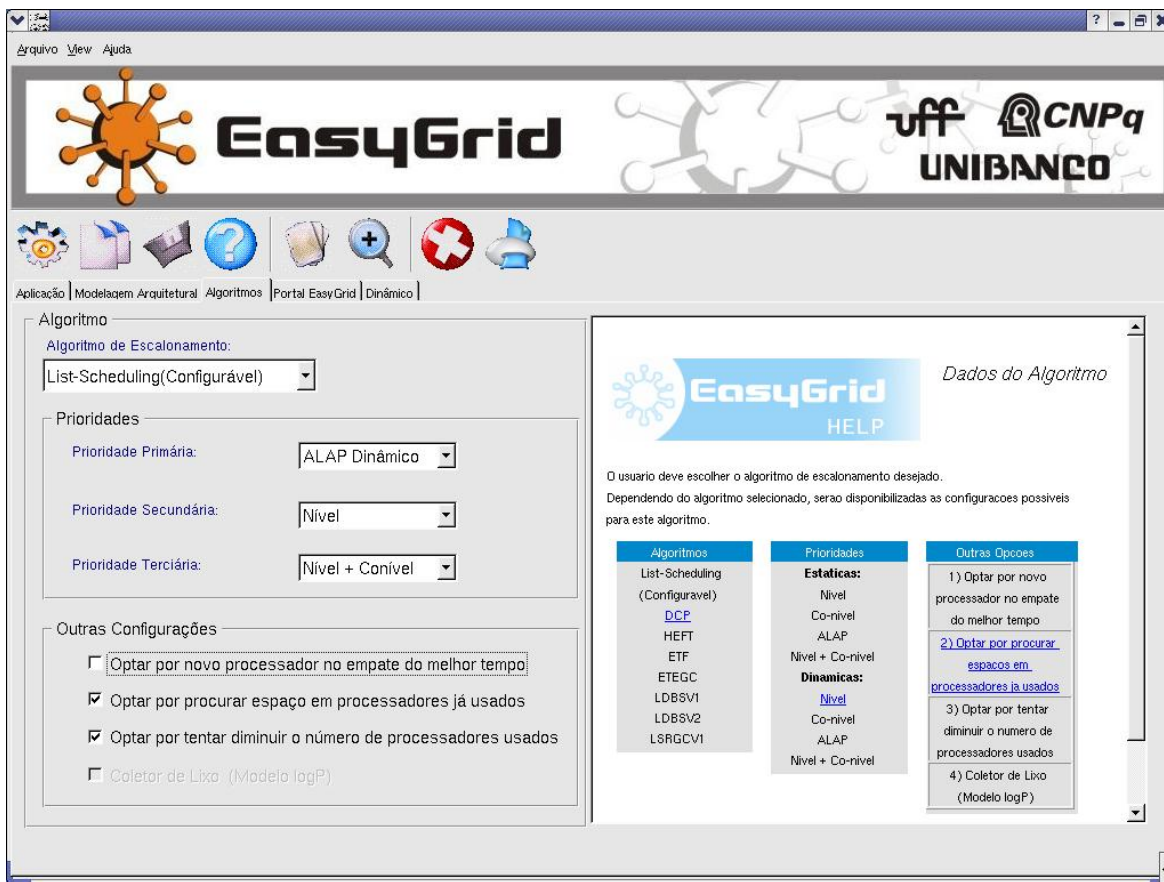 Arquivo View Ajuda
EasyGrid
uff CNPq
UNIBANCO
Aplicação Modelagem Arquitetural Algoritmos Portal EasyGrid Dinâmico
Algoritmo
Algoritmo de Escalonamento:
List-Scheduling(Configurável)
Prioridades
Prioridade Primária: ALAP Dinâmico
Prioridade Secundária: Nível
Prioridade Terciária: Nível + Conível
Outras Configurações
Optar por novo processador no empate do melhor tempo
Optar por procurar espaço em processadores já usados
Optar por tentar diminuir o número de processadores usados
Coletor de Lixo (Modelo logP)
EasyGrid
HELP
Dados do Algoritmo
O usuario deve escolher o algoritmo de escalonamento desejado.
Dependendo do algoritmo selecionado, serao disponibilizadas as configuracoes possiveis
para este algoritmo.
Algoritmos
List-Scheduling
(Configuravel)
DCP
HEFT
ETF
ETEGC
LDBSV1
LDBSV2
LSRGCV1
Prioridades
Estaticas:
Nivel
Co-nivel
ALAP
Nivel + Co-nivel
Dinamicas:
Nivel
Co-nivel
ALAP
Nivel + Co-nivel
Outras Opcoes
1) Optar por novo
processador no empate
do melhor tempo
2) Optar por procurar
espacos em
processadores ja usados
3) Optar por tentar
diminuir o numero de
processadores usados
4) Coletor de Lixo
(Modelo logP)